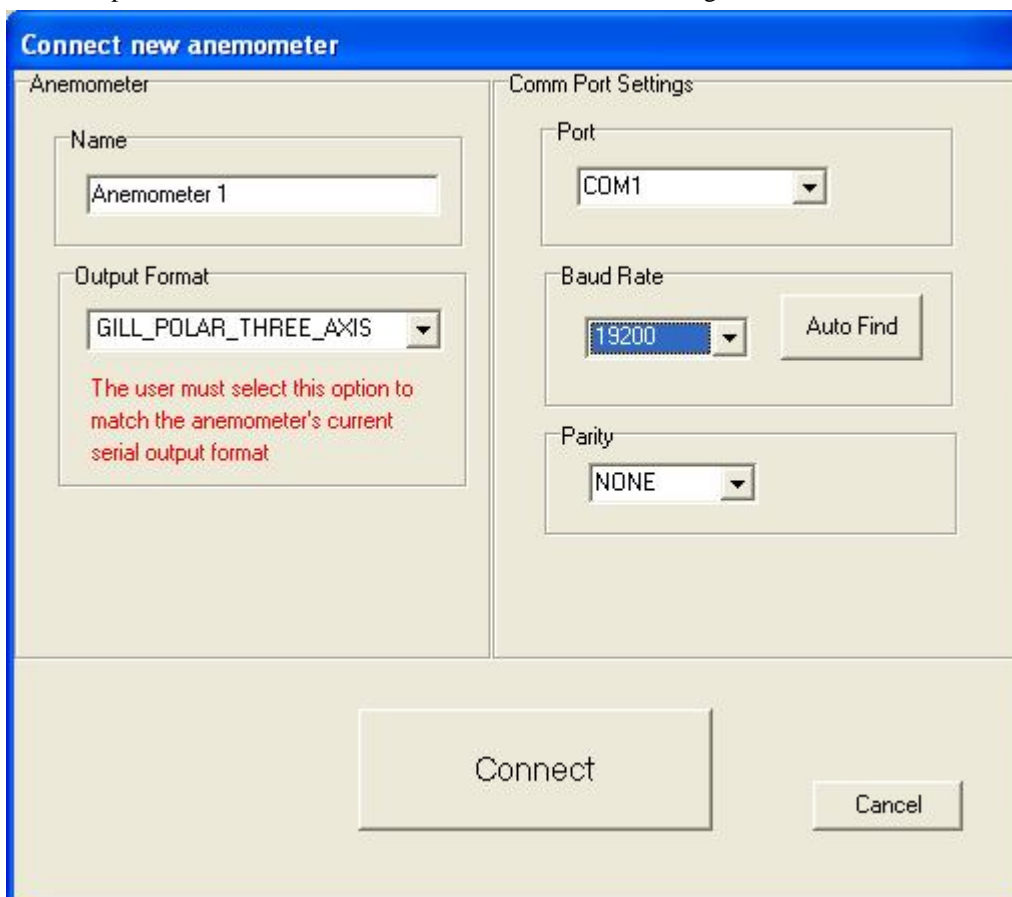 Connect new anemometer
Anemometer
Name
Anemometer 1
Output Format
GILL_POLAR_THREE_AXIS
The user must select this option to
match the anemometer's current
serial output format
Comm Port Settings
Port
COM1
Baud Rate
19200
Auto Find
Parity
NONE
Connect
Cancel